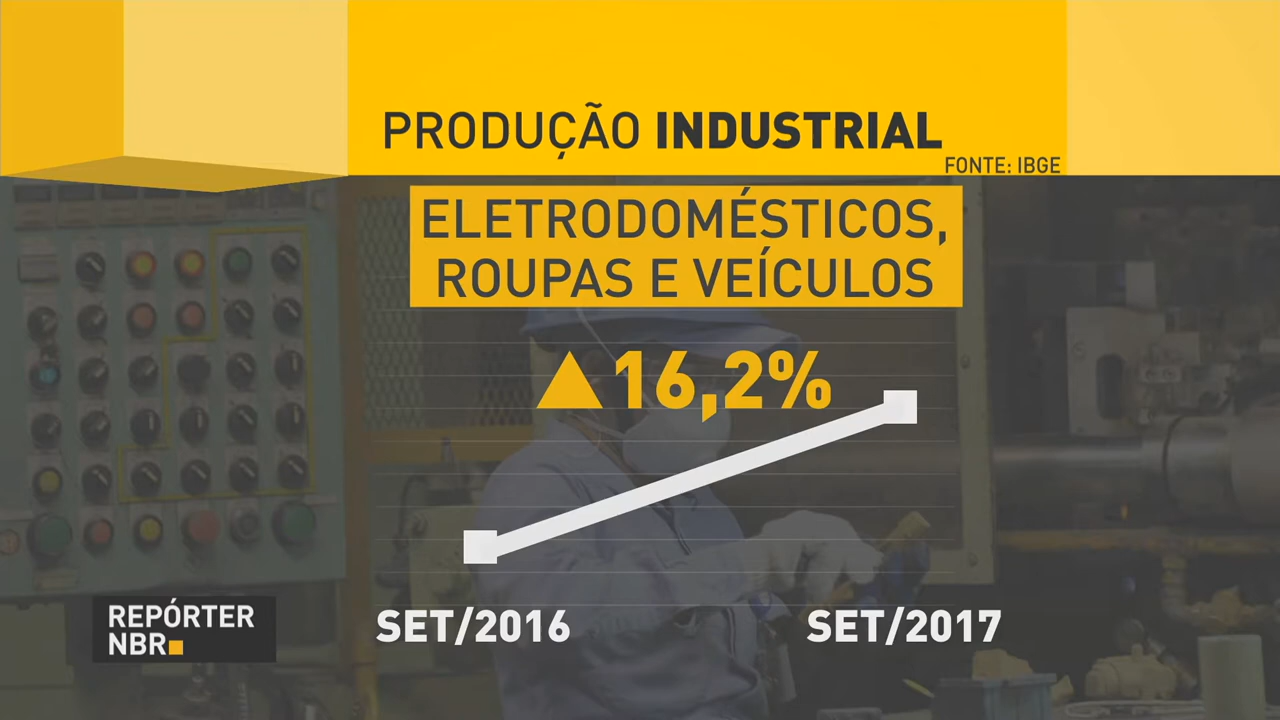 PRODUÇÃO INDUSTRIAL
FONTE: IBGE
ELETRODOMÉSTICOS,
ROUPAS E VEÍCULOS
▲16,2%
SET/2016
SET/2017
REPÓRTER
NBR